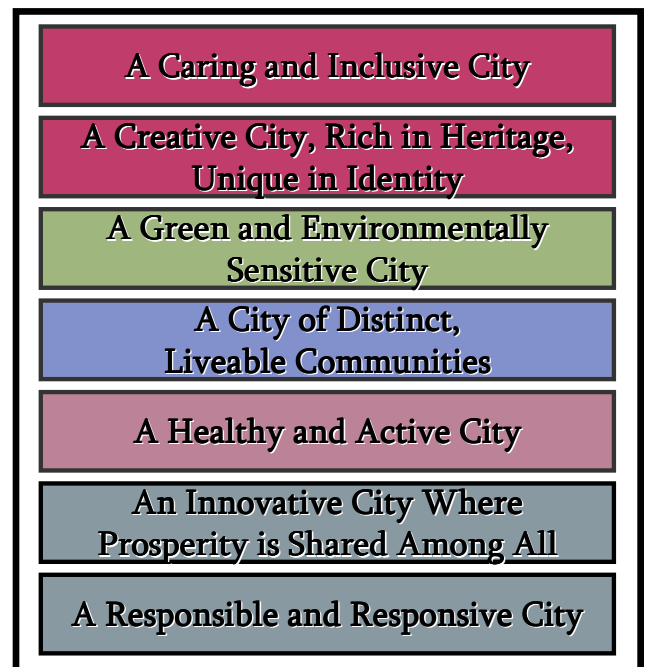 A Caring and Inclusive City
A Creative City, Rich in Heritage,
Unique in Identity
A Green and Environmentally
Sensitive City
A City of Distinct,
Liveable Communities
A Healthy and Active City
An Innovative City Where
Prosperity is Shared Among All
A Responsible and Responsive City